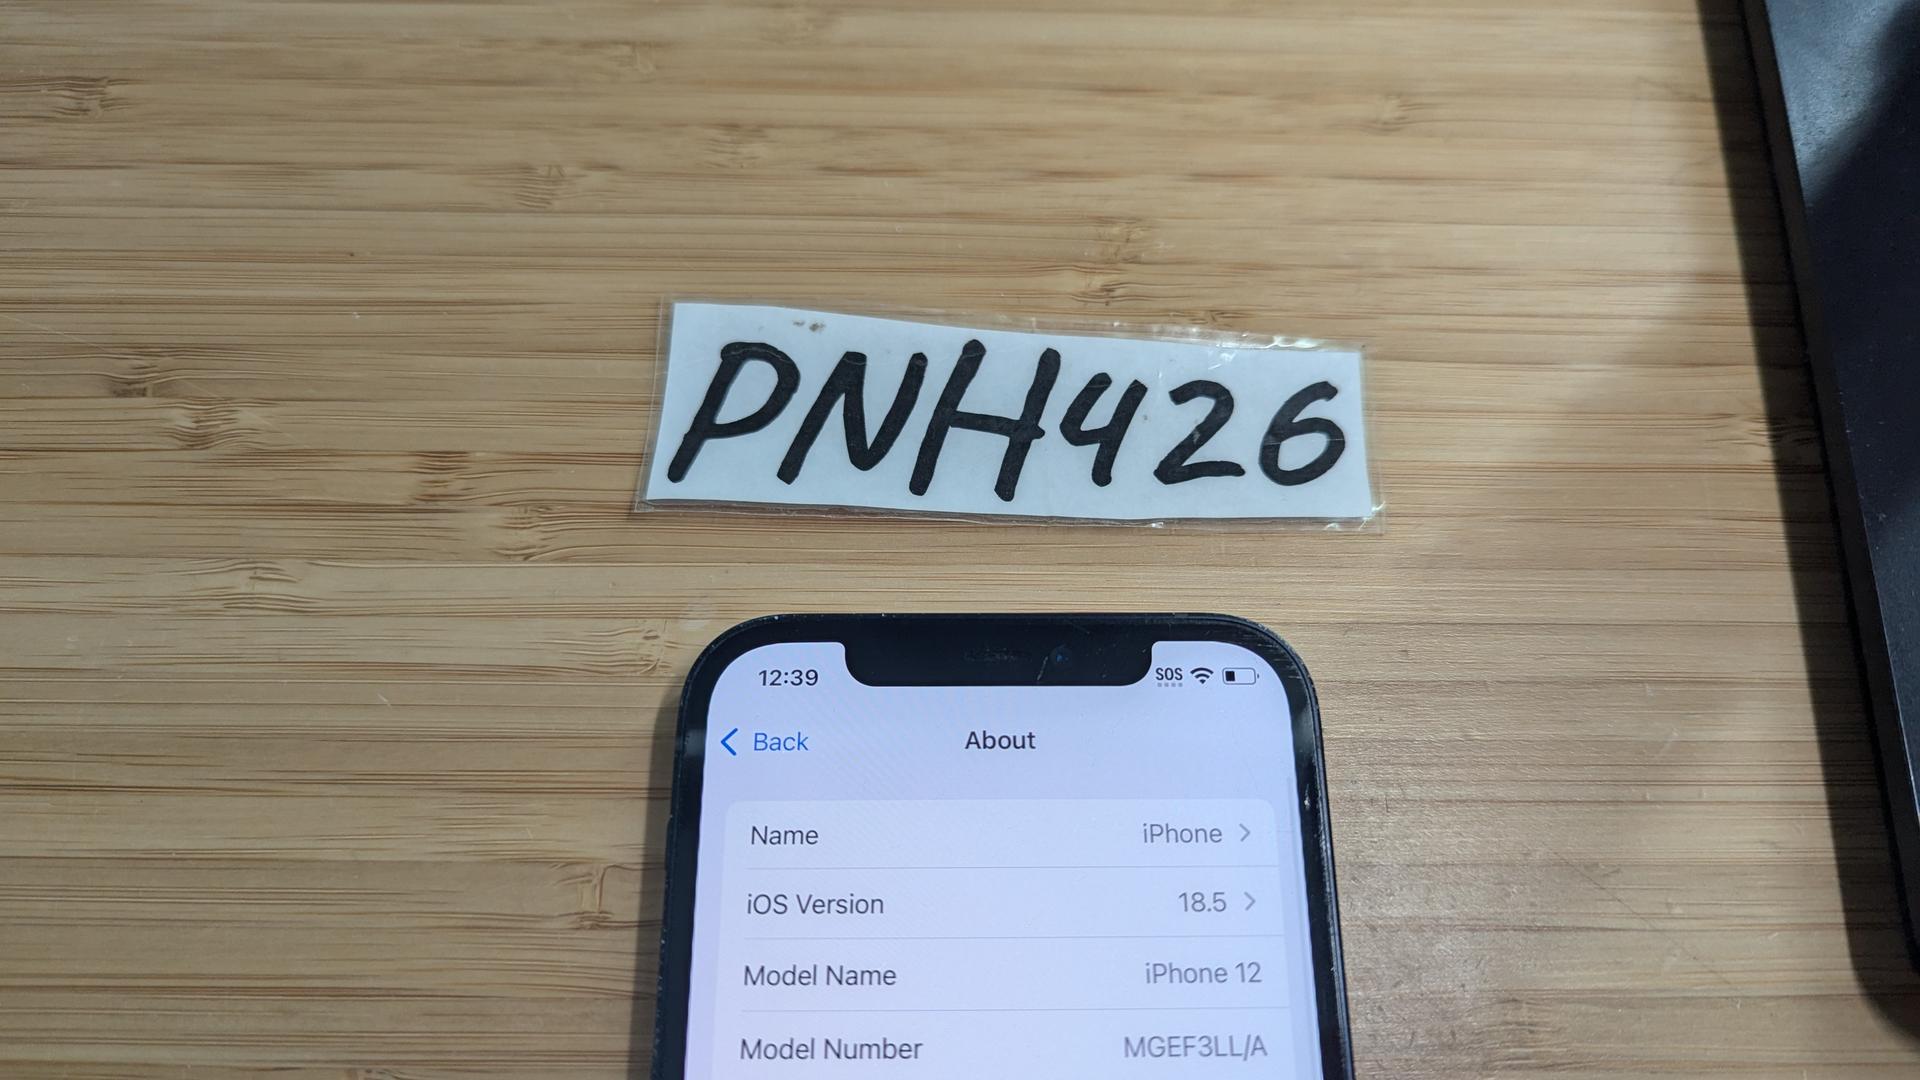 PNH426
12:39 SOS
Back About
Name iPhone
iOS Version 18.5
Model Name iPhone 12
Model Number MGEF3LL/A